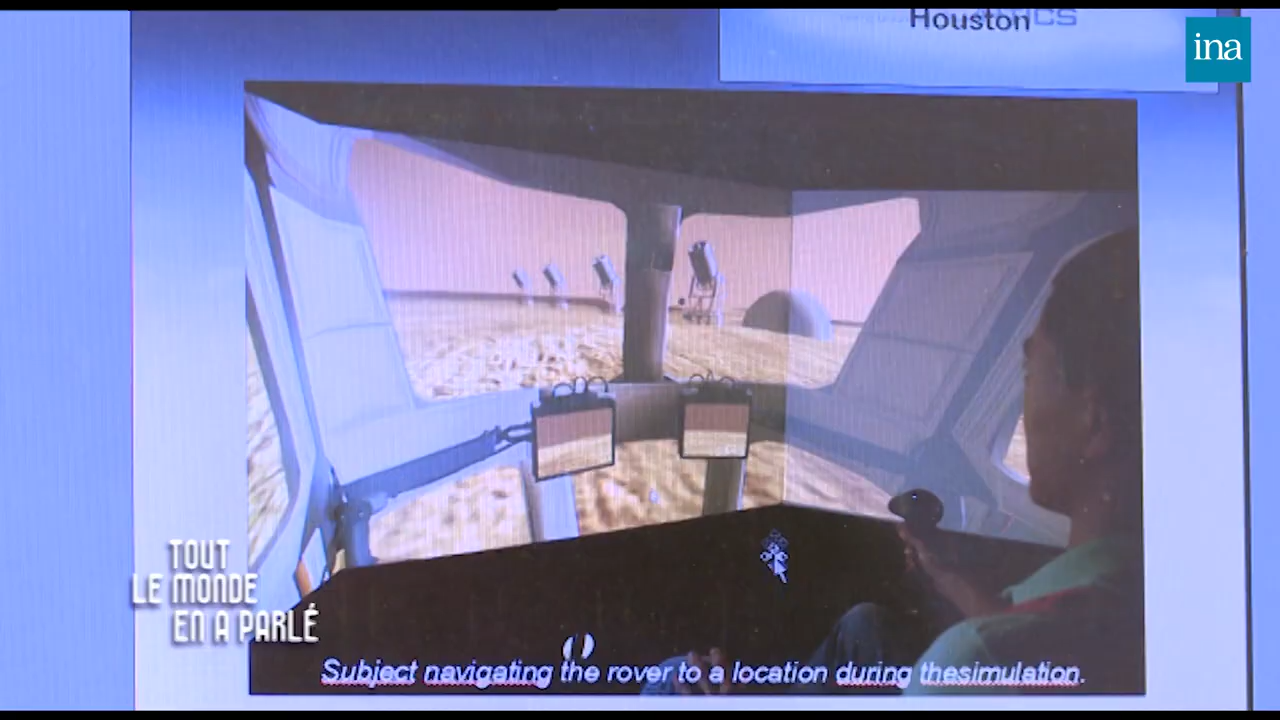 Houston
ina
TOUT
LE MONDE
EN A PARLÉ
Subject navigating the rover to a location during thesimulation.